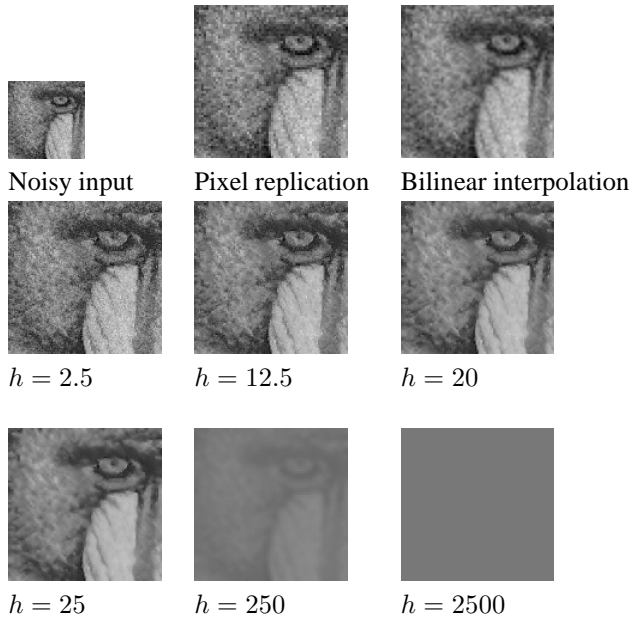 Noisy input
Pixel replication
Bilinear interpolation
h = 2.5
h = 12.5
h = 20
h = 25
h = 250
h = 2500